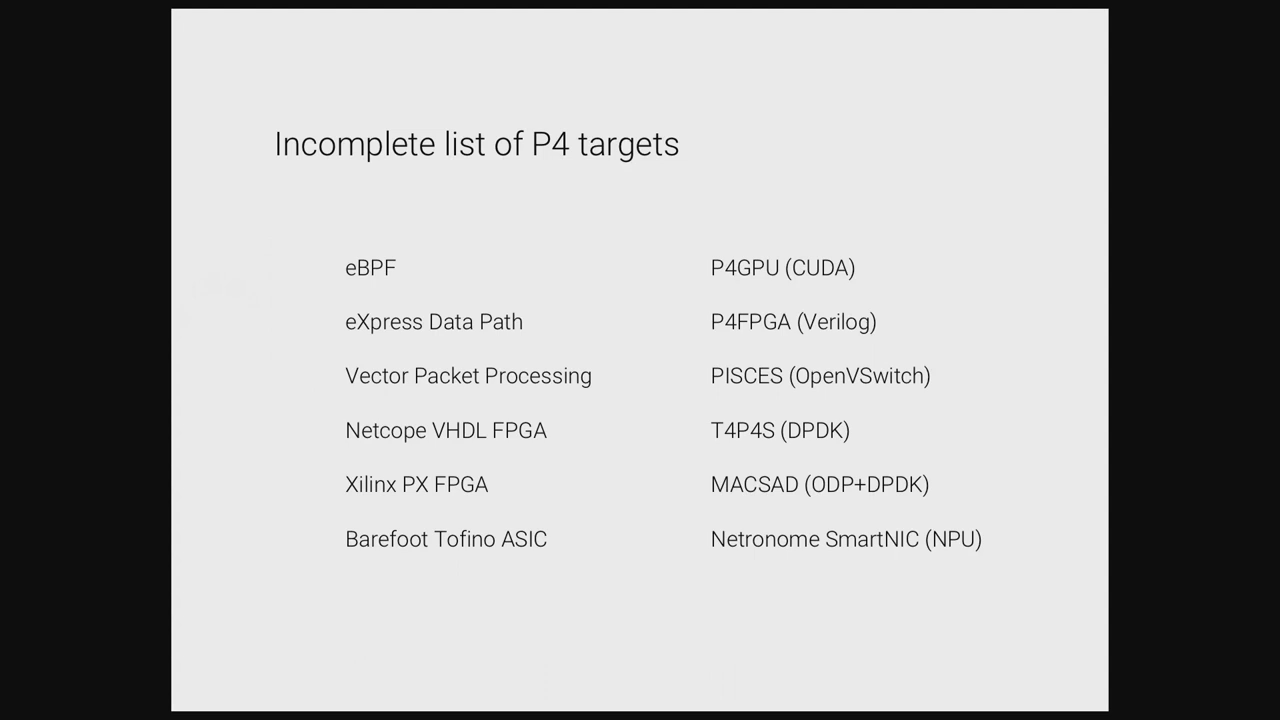 Incomplete list of P4 targets
eBPF
eXpress Data Path
Vector Packet Processing
Netcope VHDL FPGA
Xilinx PX FPGA
Barefoot Tofino ASIC
P4GPU (CUDA)
P4FPGA (Verilog)
PISCES (OpenVSwitch)
T4P4S (DPDK)
MACSAD (ODP+DPDK)
Netronome SmartNIC (NPU)